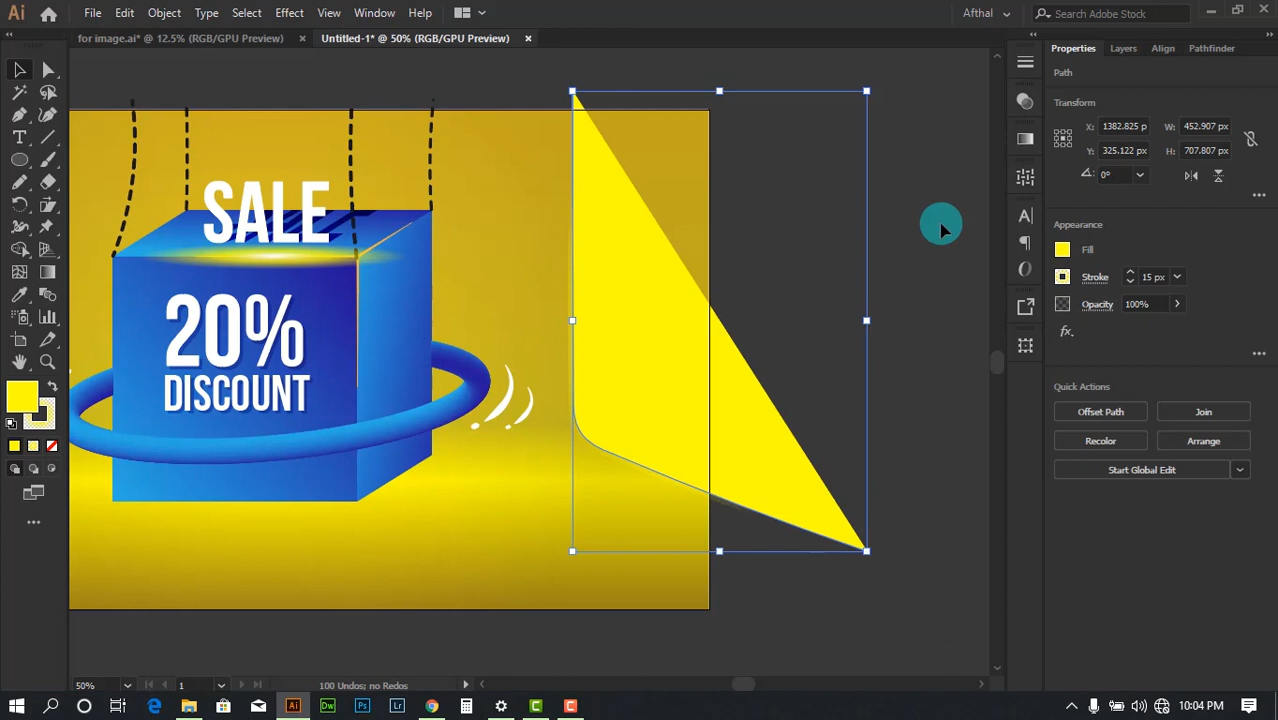 Ai File Edit Object Type Select Effect View Window Help Afthal Search Adobe Stock
for image.ai* @ 12.5% (RGB/GPU Preview) Untitled-1* @ 50% (RGB/GPU Preview)
Properties Layers Align Pathfinder
Path
Transform
X: 1382.825 p W: 452.907 px
Y: 325.122 px H: 707.807 px
0°
Appearance
Fill
Stroke 15 px
Opacity 100%
fx
Quick Actions
Offset Path Join
Recolor Arrange
Start Global Edit
SALE
20%
DISCOUNT
50% 1 100 Undos; no Redos
Ai Dw Ps Lr 10:04 PM